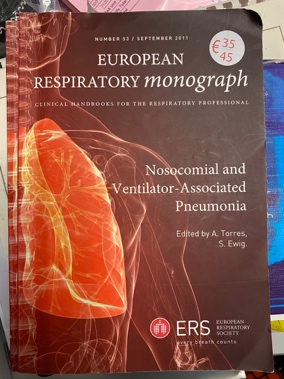 NUMBER 53 / SEPTEMBER 2011
€ 35
45
EUROPEAN
RESPIRATORY monograph
CLINICAL HANDBOOKS FOR THE RESPIRATORY PROFESSIONAL
Nosocomial and
Ventilator-Associated
Pneumonia
Edited by A. Torres,
S. Ewig.
ERS
EUROPEAN
RESPIRATORY
SOCIETY
every breath counts